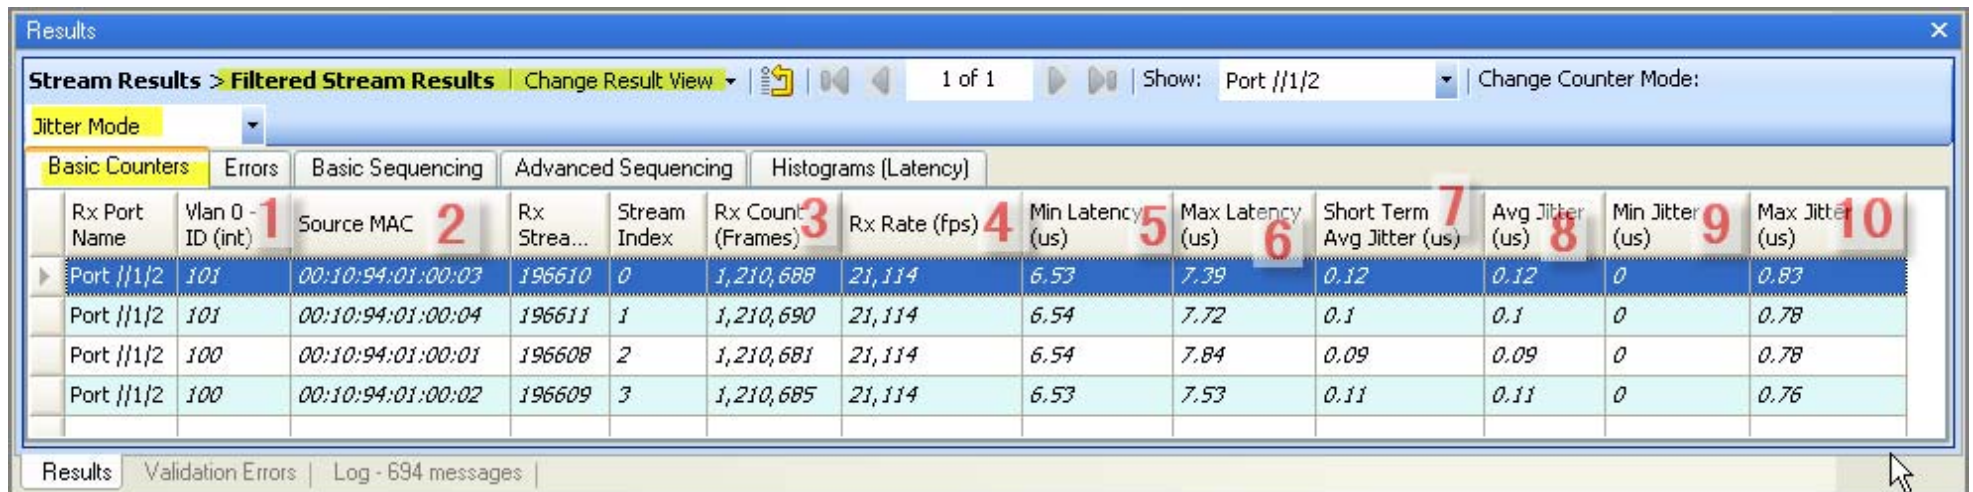 Results
Stream Results > Filtered Stream Results | Change Result View 1 of 1 Show: Port //1/2 Change Counter Mode:
Jitter Mode
Basic Counters Errors Basic Sequencing Advanced Sequencing Histograms (Latency)
Rx Port Name Vlan 0 - ID (int) 1 Source MAC 2 Rx Strea... Stream Index Rx Count (Frames) 3 Rx Rate (fps) 4 Min Latency (us) 5 Max Latency (us) 6 Short Term Avg Jitter (us) 7 Avg Jitter (us) 8 Min Jitter (us) 9 Max Jitter (us) 10
Port //1/2 101 00:10:94:01:00:03 196610 0 1,210,688 21,114 6.53 7.39 0.12 0.12 0 0.83
Port //1/2 101 00:10:94:01:00:04 196611 1 1,210,690 21,114 6.54 7.72 0.1 0.1 0 0.78
Port //1/2 100 00:10:94:01:00:01 196608 2 1,210,681 21,114 6.54 7.84 0.09 0.09 0 0.78
Port //1/2 100 00:10:94:01:00:02 196609 3 1,210,685 21,114 6.53 7.53 0.11 0.11 0 0.76
Results Validation Errors | Log - 694 messages |